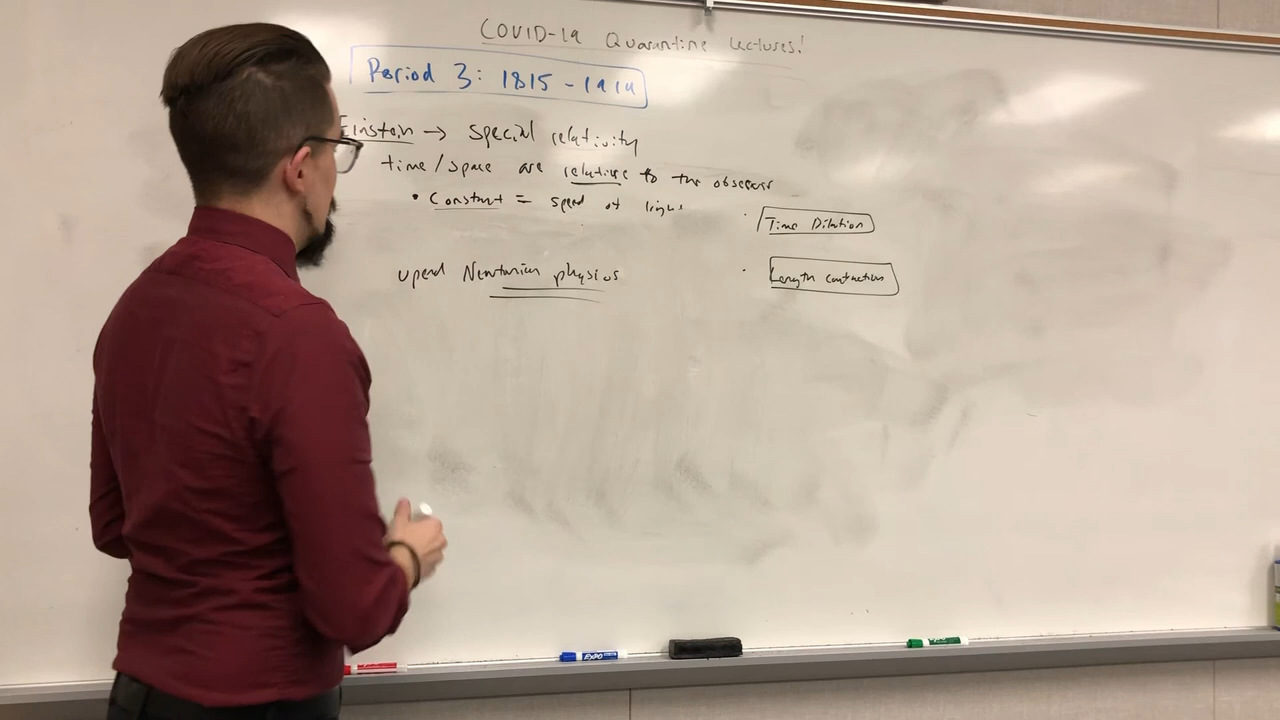 COVID-19 Quarantine Lectures!
Period 3: 1815 - 1914
Einstein → Special relativity
time/space are relative to the observer
• Constant = speed of light
Time Dilation
upend Newtonian physics
Length contraction
EXPO